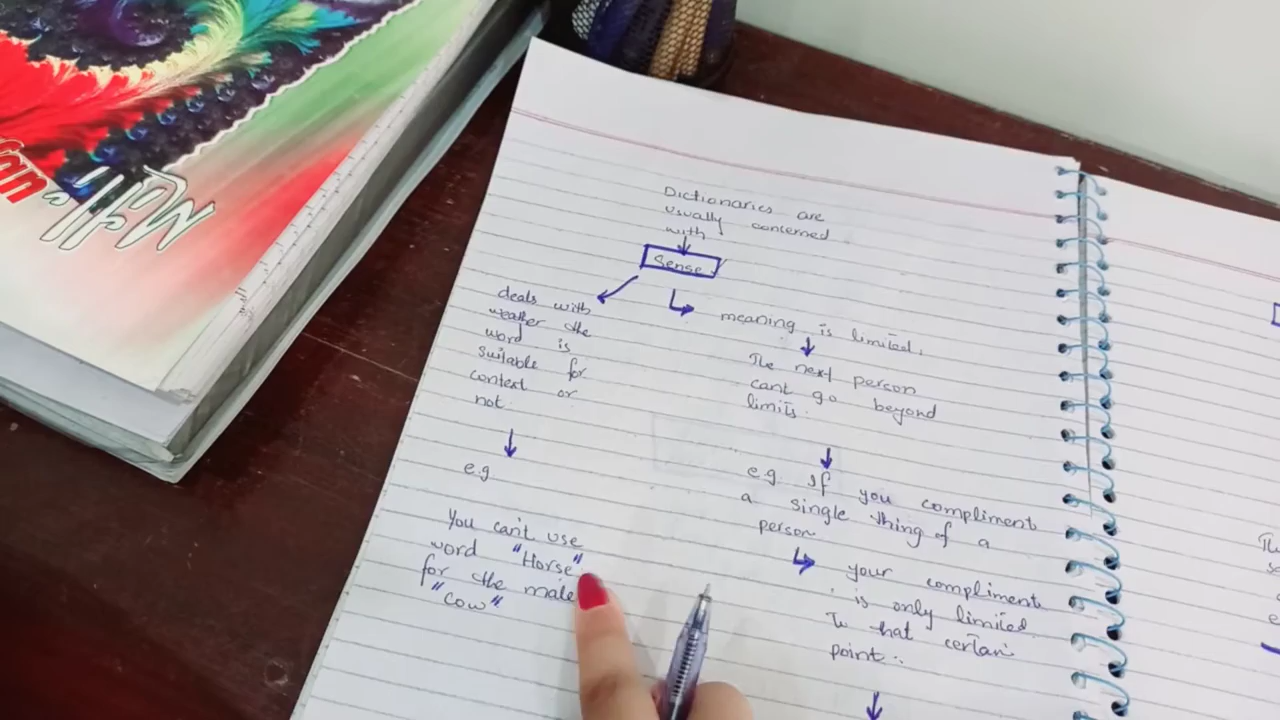 Dictionaries are
usually concerned
with
Sense.
deals with
weather the
word is
suitable for
context or
not.
e.g
You can't use
word "Horse"
for the male
"Cow"
meaning is limited.
The next person
cant go beyond
limits.
e.g If you compliment
a single thing of a
person
your compliment
is only limited
To that certain
point.